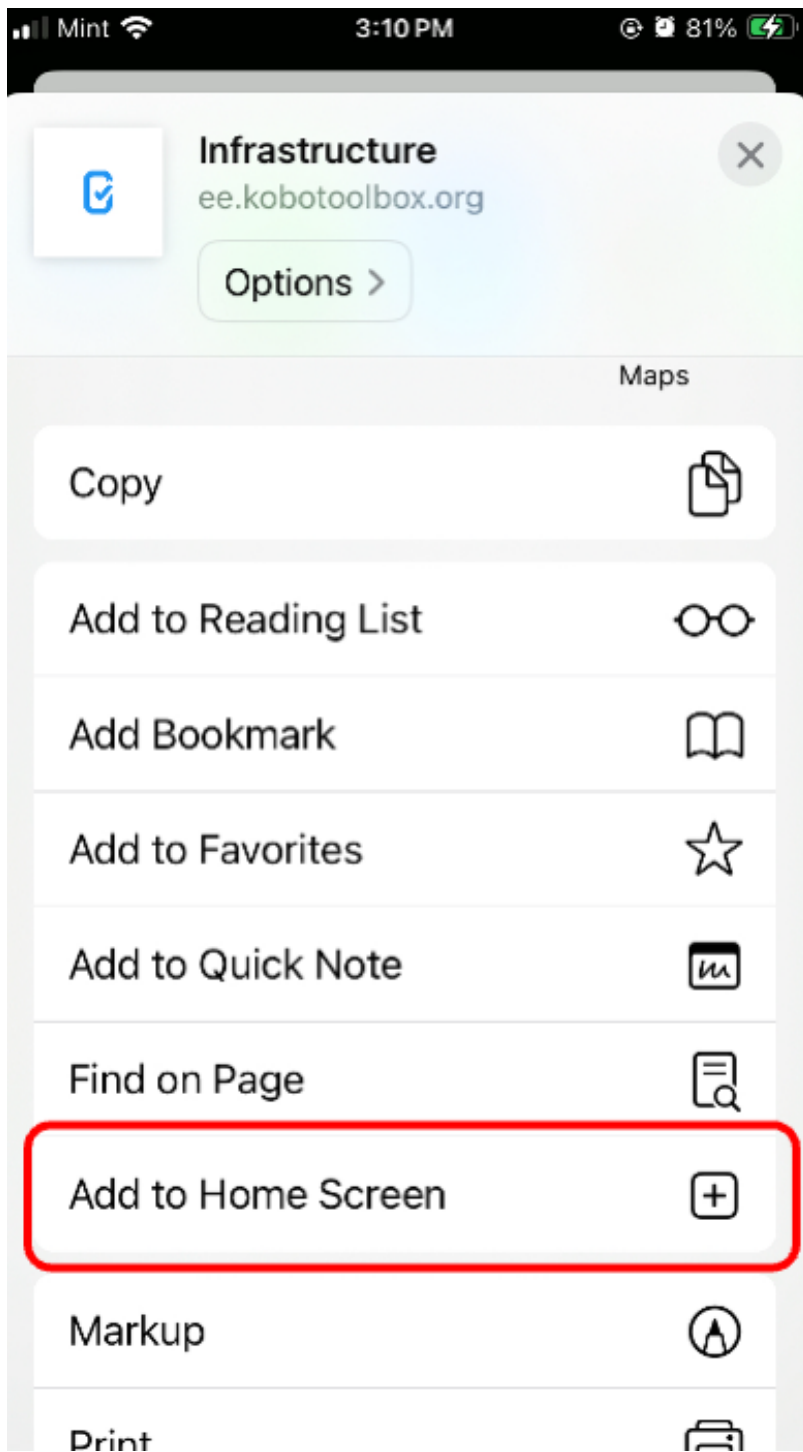 Mint 3:10 PM 81%
Infrastructure
ee.kobotoolbox.org
Options
Maps
Copy
Add to Reading List
Add Bookmark
Add to Favorites
Add to Quick Note
Find on Page
Add to Home Screen
Markup
Print